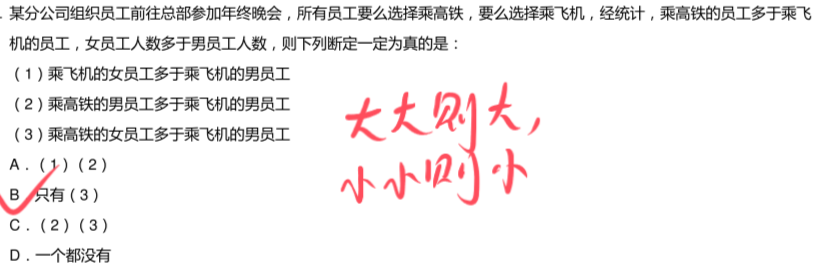 某分公司组织员工前往总部参加年终晚会，所有员工要么选择乘高铁，要么选择乘飞机，经统计，乘高铁的员工多于乘飞
机的员工，女员工人数多于男员工人数，则下列断定一定为真的是：
（1）乘飞机的女员工多于乘飞机的男员工
（2）乘高铁的男员工多于乘飞机的男员工
（3）乘高铁的女员工多于乘飞机的男员工
大大则大，
小小则小
A．（1）（2）
B．只有（3）
C．（2）（3）
D．一个都没有